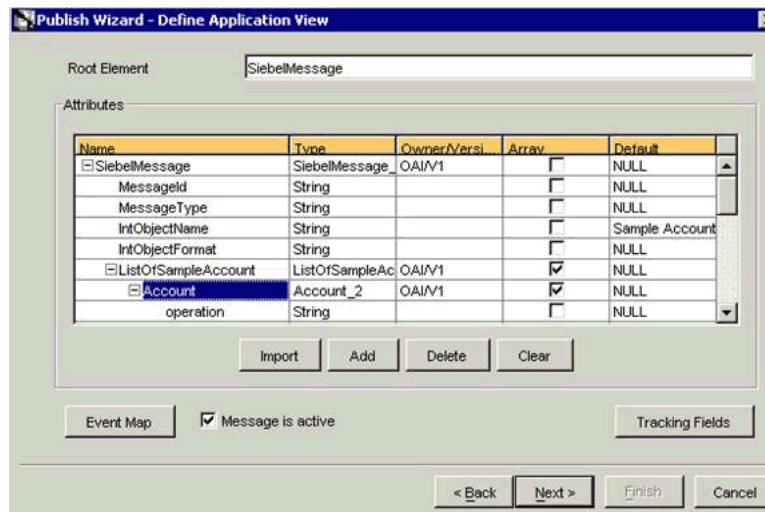 Publish Wizard - Define Application View
Root Element SiebelMessage
Attributes
Name Type Owner/Versi... Array Default
SiebelMessage SiebelMessage_ OAI/V1 NULL
MessageId String NULL
MessageType String NULL
IntObjectName String Sample Account
IntObjectFormat String NULL
ListOfSampleAccount ListOfSampleAc OAI/V1 NULL
Account Account_2 OAI/V1 NULL
operation String NULL
Import Add Delete Clear
Event Map Message is active Tracking Fields
< Back Next > Finish Cancel